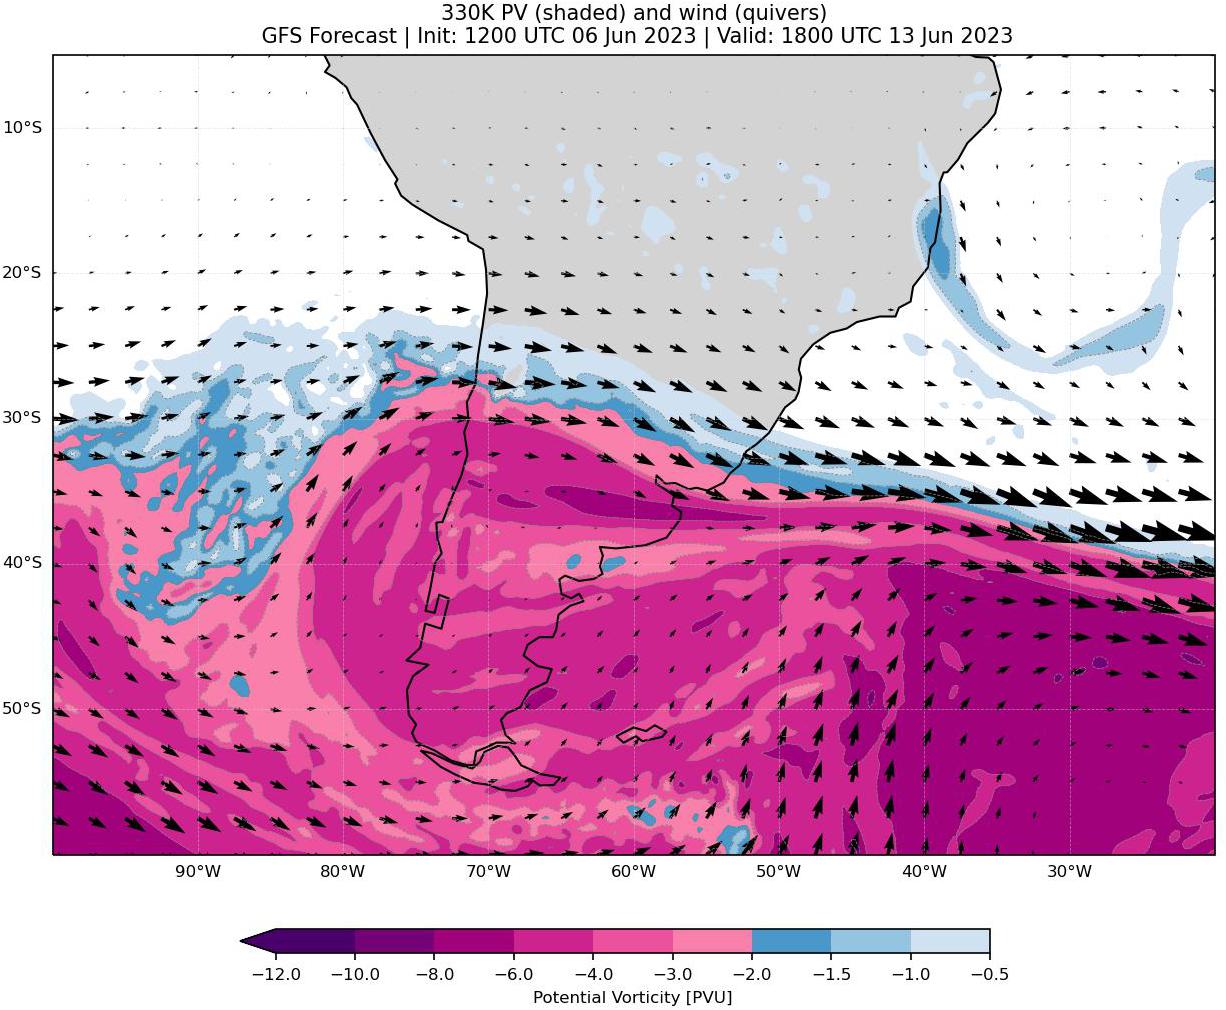 330K PV (shaded) and wind (quivers)
GFS Forecast | Init: 1200 UTC 06 Jun 2023 | Valid: 1800 UTC 13 Jun 2023
10°S
20°S
30°S
40°S
50°S
90°W 80°W 70°W 60°W 50°W 40°W 30°W
−12.0 −10.0 −8.0 −6.0 −4.0 −3.0 −2.0 −1.5 −1.0 −0.5
Potential Vorticity [PVU]